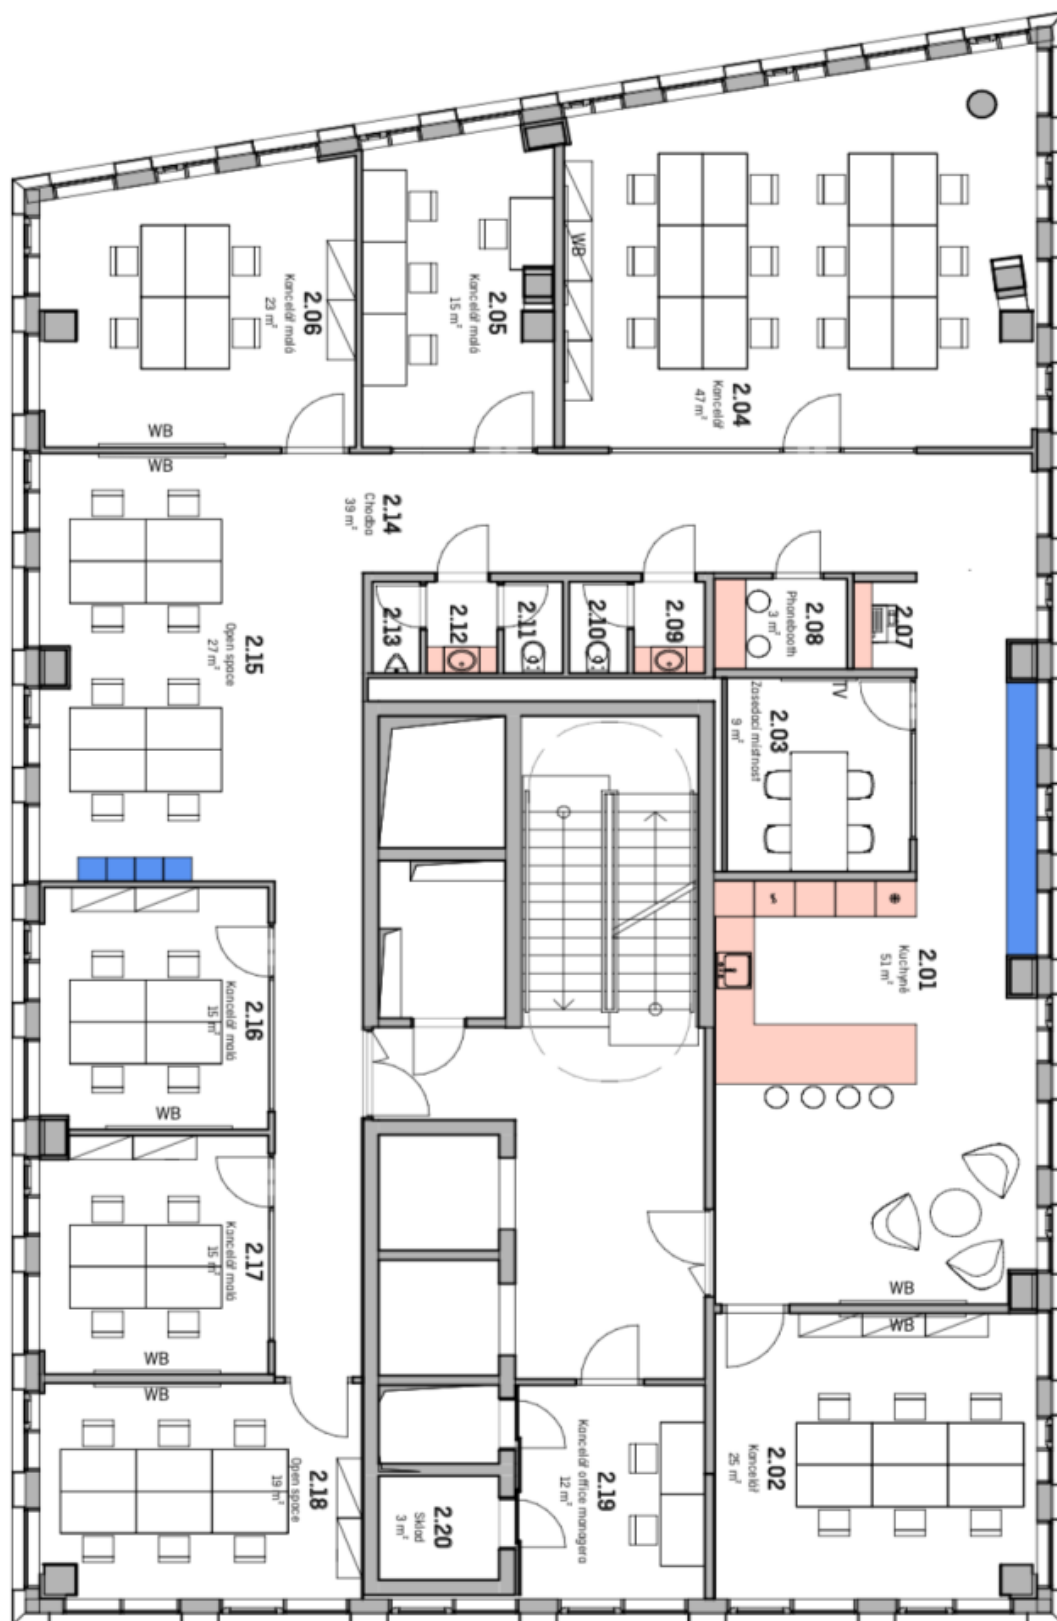 2.06
Kancelář malá
23 m²
2.05
Kancelář malá
15 m²
WB
2.04
Kancelář
47 m²
WB
WB
2.14
Chodba
39 m²
2.15
Open space
27 m²
2.13
2.12
2.11
2.10
2.09
2.08
Phonebooth
3 m²
2.07
TV
2.03
Zasedací místnost
9 m²
2.01
Kuchyně
51 m²
2.16
Kancelář malá
15 m²
WB
2.17
Kancelář malá
15 m²
WB
WB
2.18
Open space
19 m²
WB
WB
2.02
Kancelář
25 m²
2.19
Kancelář office managera
12 m²
2.20
Sklad
3 m²